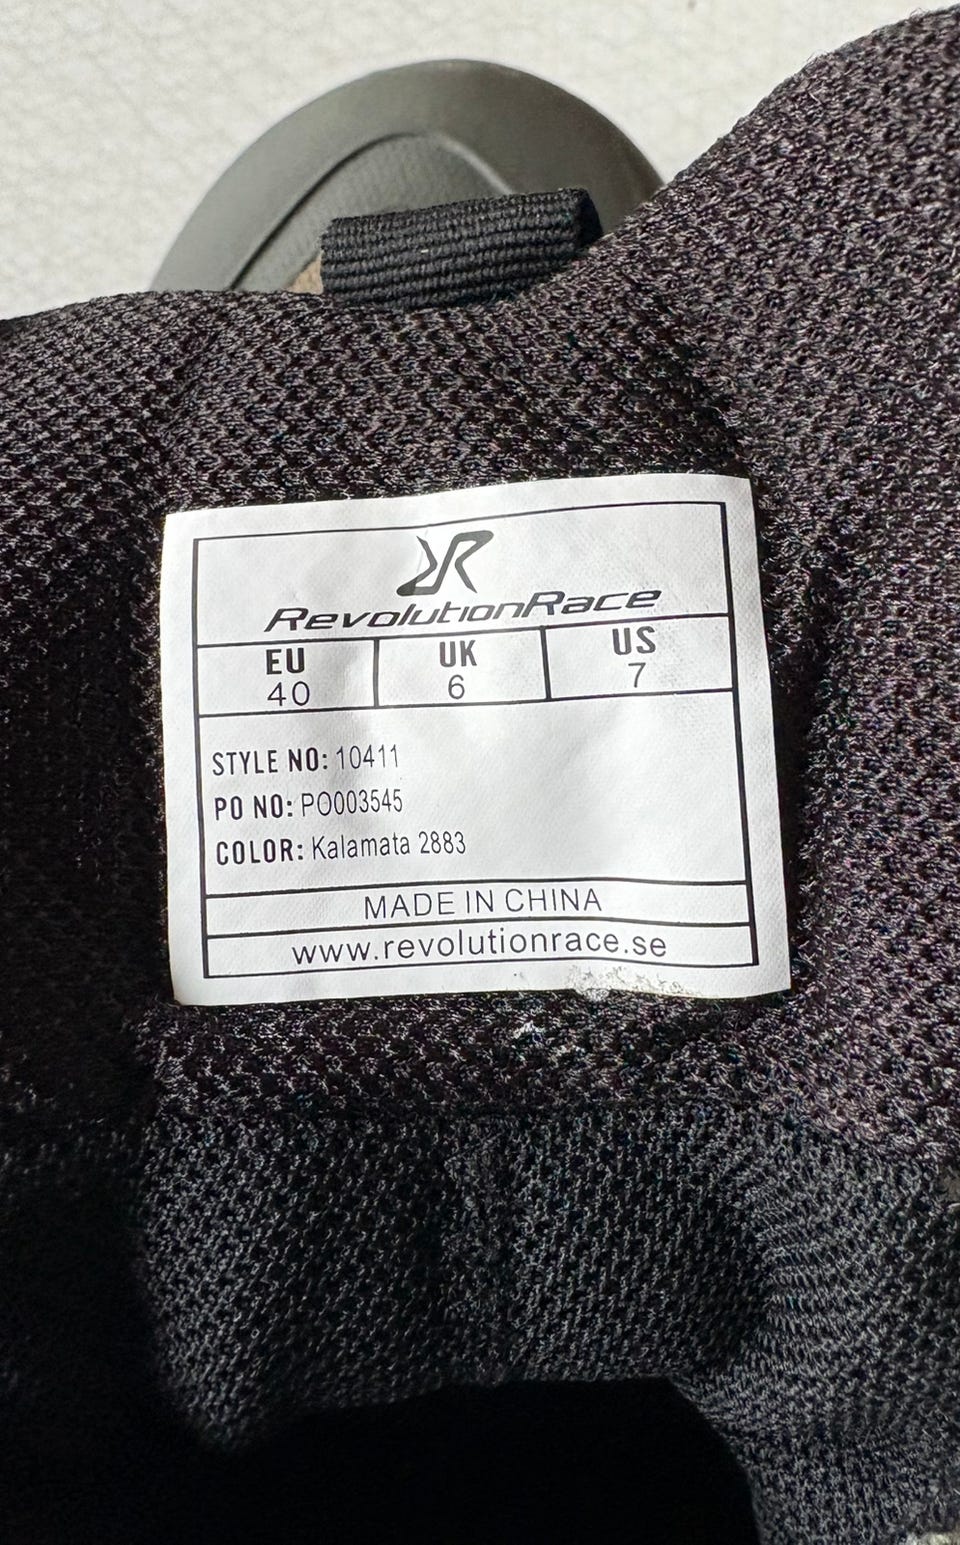 RevolutionRace
EU UK US
40 6 7
STYLE NO: 10411
PO NO: PO003545
COLOR: Kalamata 2883
MADE IN CHINA
www.revolutionrace.se